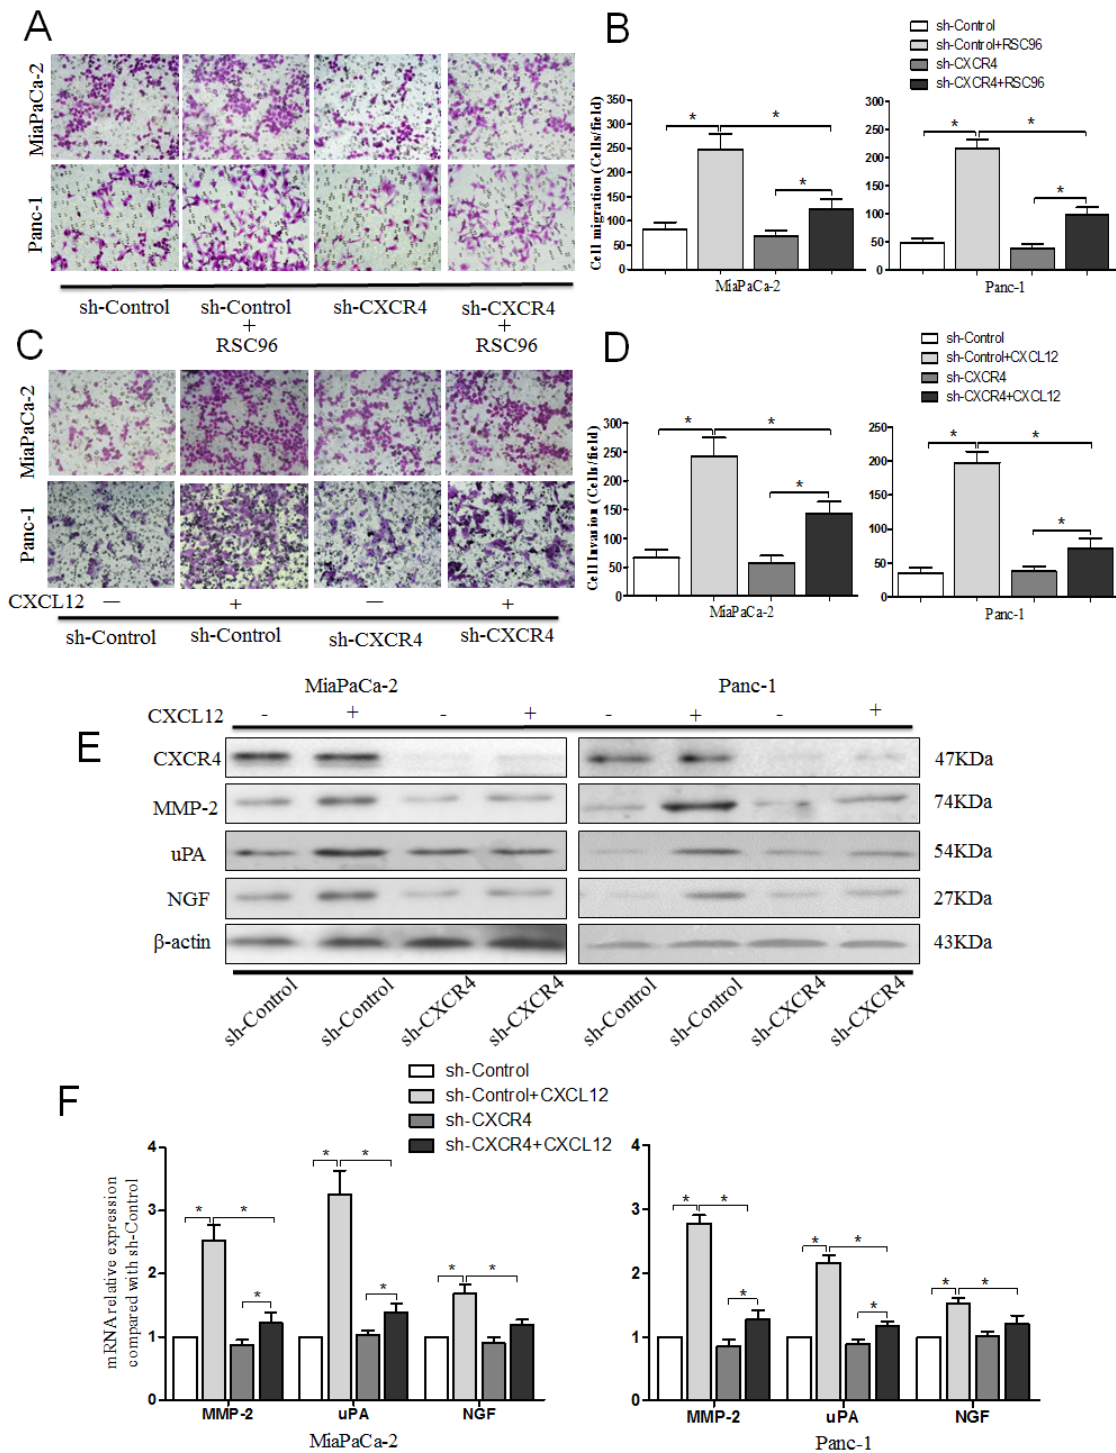 A
MiaPaCa-2
Panc-1
sh-Control
sh-Control
+
RSC96
sh-CXCR4
sh-CXCR4
+
RSC96
B
sh-Control
sh-Control+RSC96
sh-CXCR4
sh-CXCR4+RSC96
Cell migration (Cells/field)
350
300
250
200
150
100
50
0
* * *
MiaPaCa-2
300
250
200
150
100
50
0
* * *
Panc-1
C
MiaPaCa-2
Panc-1
CXCL12 — + — +
sh-Control sh-Control sh-CXCR4 sh-CXCR4
D
sh-Control
sh-Control+CXCL12
sh-CXCR4
sh-CXCR4+CXCL12
Cell Invasion (Cells/field)
300
250
200
150
100
50
0
* * *
MiaPaCa-2
250
200
150
100
50
0
* * *
Panc-1
E
MiaPaCa-2 Panc-1
CXCL12 - + - + - + - +
CXCR4 47KDa
MMP-2 74KDa
uPA 54KDa
NGF 27KDa
β-actin 43KDa
sh-Control sh-Control sh-CXCR4 sh-CXCR4 sh-Control sh-Control sh-CXCR4 sh-CXCR4
F
sh-Control
sh-Control+CXCL12
sh-CXCR4
sh-CXCR4+CXCL12
mRNA relative expression
compared with sh-Control
4
3
2
1
0
* * * * * * * *
MMP-2 uPA NGF
MiaPaCa-2
4
3
2
1
0
* * * * * * * *
MMP-2 uPA NGF
Panc-1